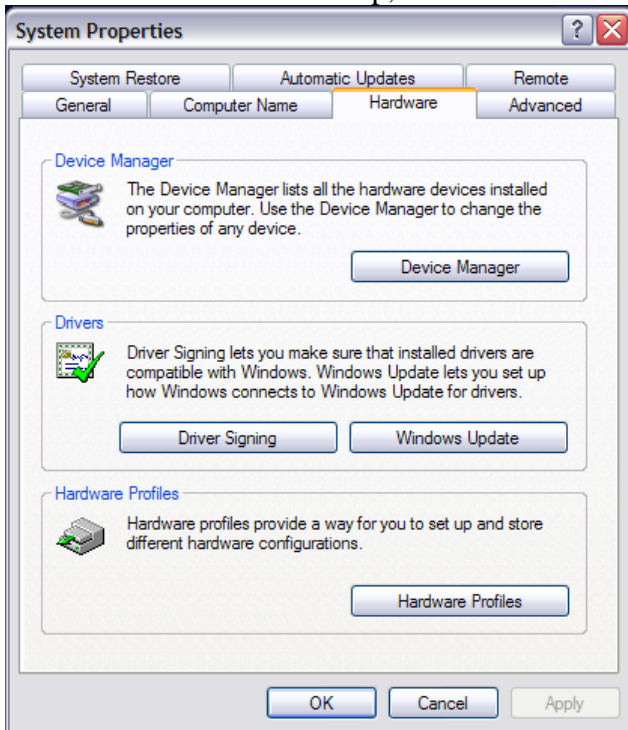 System Properties
System Restore Automatic Updates Remote
General Computer Name Hardware Advanced
Device Manager
The Device Manager lists all the hardware devices installed
on your computer. Use the Device Manager to change the
properties of any device.
Device Manager
Drivers
Driver Signing lets you make sure that installed drivers are
compatible with Windows. Windows Update lets you set up
how Windows connects to Windows Update for drivers.
Driver Signing Windows Update
Hardware Profiles
Hardware profiles provide a way for you to set up and store
different hardware configurations.
Hardware Profiles
OK Cancel Apply